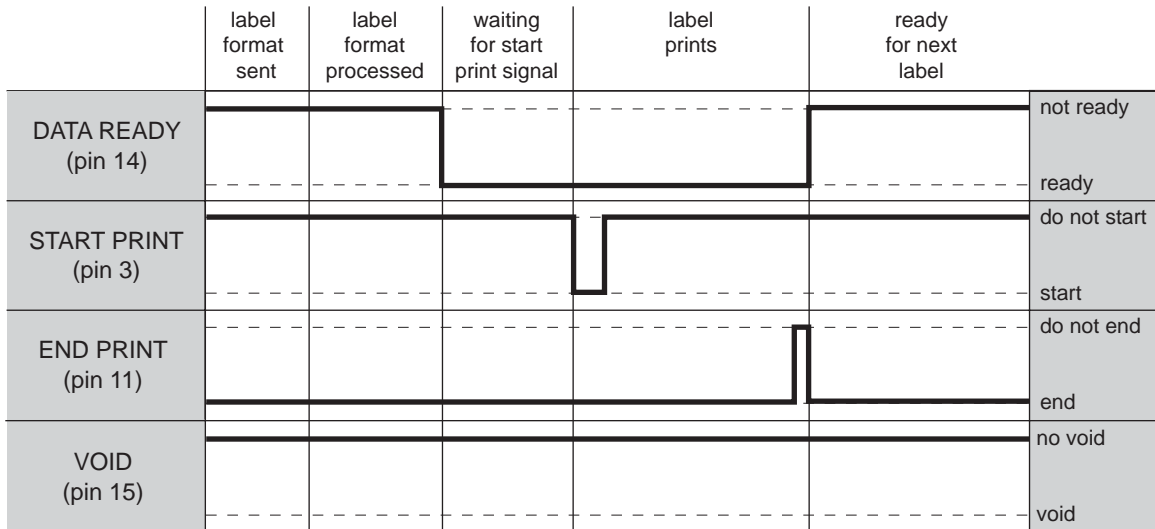 label
format
sent
label
format
processed
waiting
for start
print signal
label
prints
ready
for next
label
DATA READY
(pin 14)
not ready
ready
START PRINT
(pin 3)
do not start
start
END PRINT
(pin 11)
do not end
end
VOID
(pin 15)
no void
void